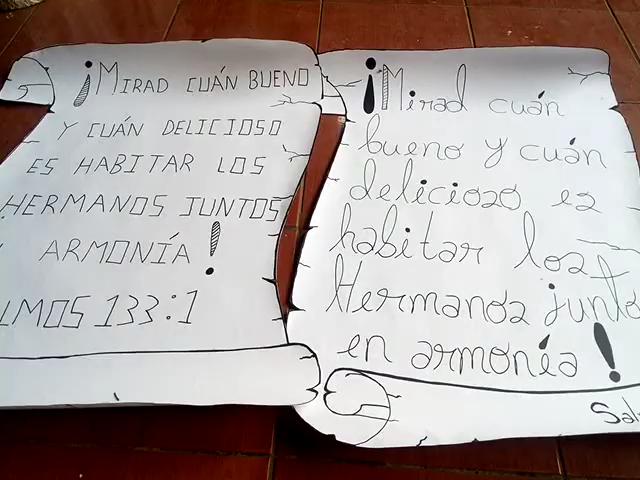 ¡MIRAD CUÁN BUENO
Y CUÁN DELICIOSO
ES HABITAR LOS
HERMANOS JUNTOS
ARMONÍA!
LMOS 133:1
¡Mirad cuán
bueno y cuán
delicioso es
habitar los
Hermanos junto
en armonía!
Sal